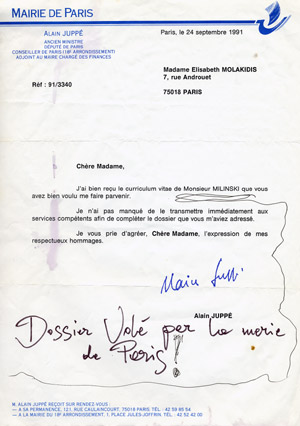 MAIRIE DE PARIS
ALAIN JUPPÉ
ANCIEN MINISTRE
DÉPUTÉ DE PARIS
CONSEILLER DE PARIS (18e ARRONDISSEMENT)
ADJOINT AU MAIRE CHARGÉ DES FINANCES
Paris, le 24 septembre 1991
Madame Elisabeth MOLAKIDIS
7, rue Androuet
75018 PARIS
Réf : 91/3340
Chère Madame,
J'ai bien reçu le curriculum vitae de Monsieur MILINSKI que vous
avez bien voulu me faire parvenir.
Je n'ai pas manqué de le transmettre immédiatement aux
services compétents afin de compléter le dossier que vous m'aviez adressé.
Je vous prie d'agréer, Chère Madame, l'expression de mes
respectueux hommages.
Alain Juppé
Alain JUPPÉ
Dossier Volé par la merie
de Paris!
M. ALAIN JUPPÉ REÇOIT SUR RENDEZ-VOUS :
— A SA PERMANENCE, 121, RUE CAULAINCOURT, 75018 PARIS. TÉL. : 42 59 85 54
— A LA MAIRIE DU 18e ARRONDISSEMENT, 1, PLACE JULES-JOFFRIN. TÉL. : 42 52 42 00